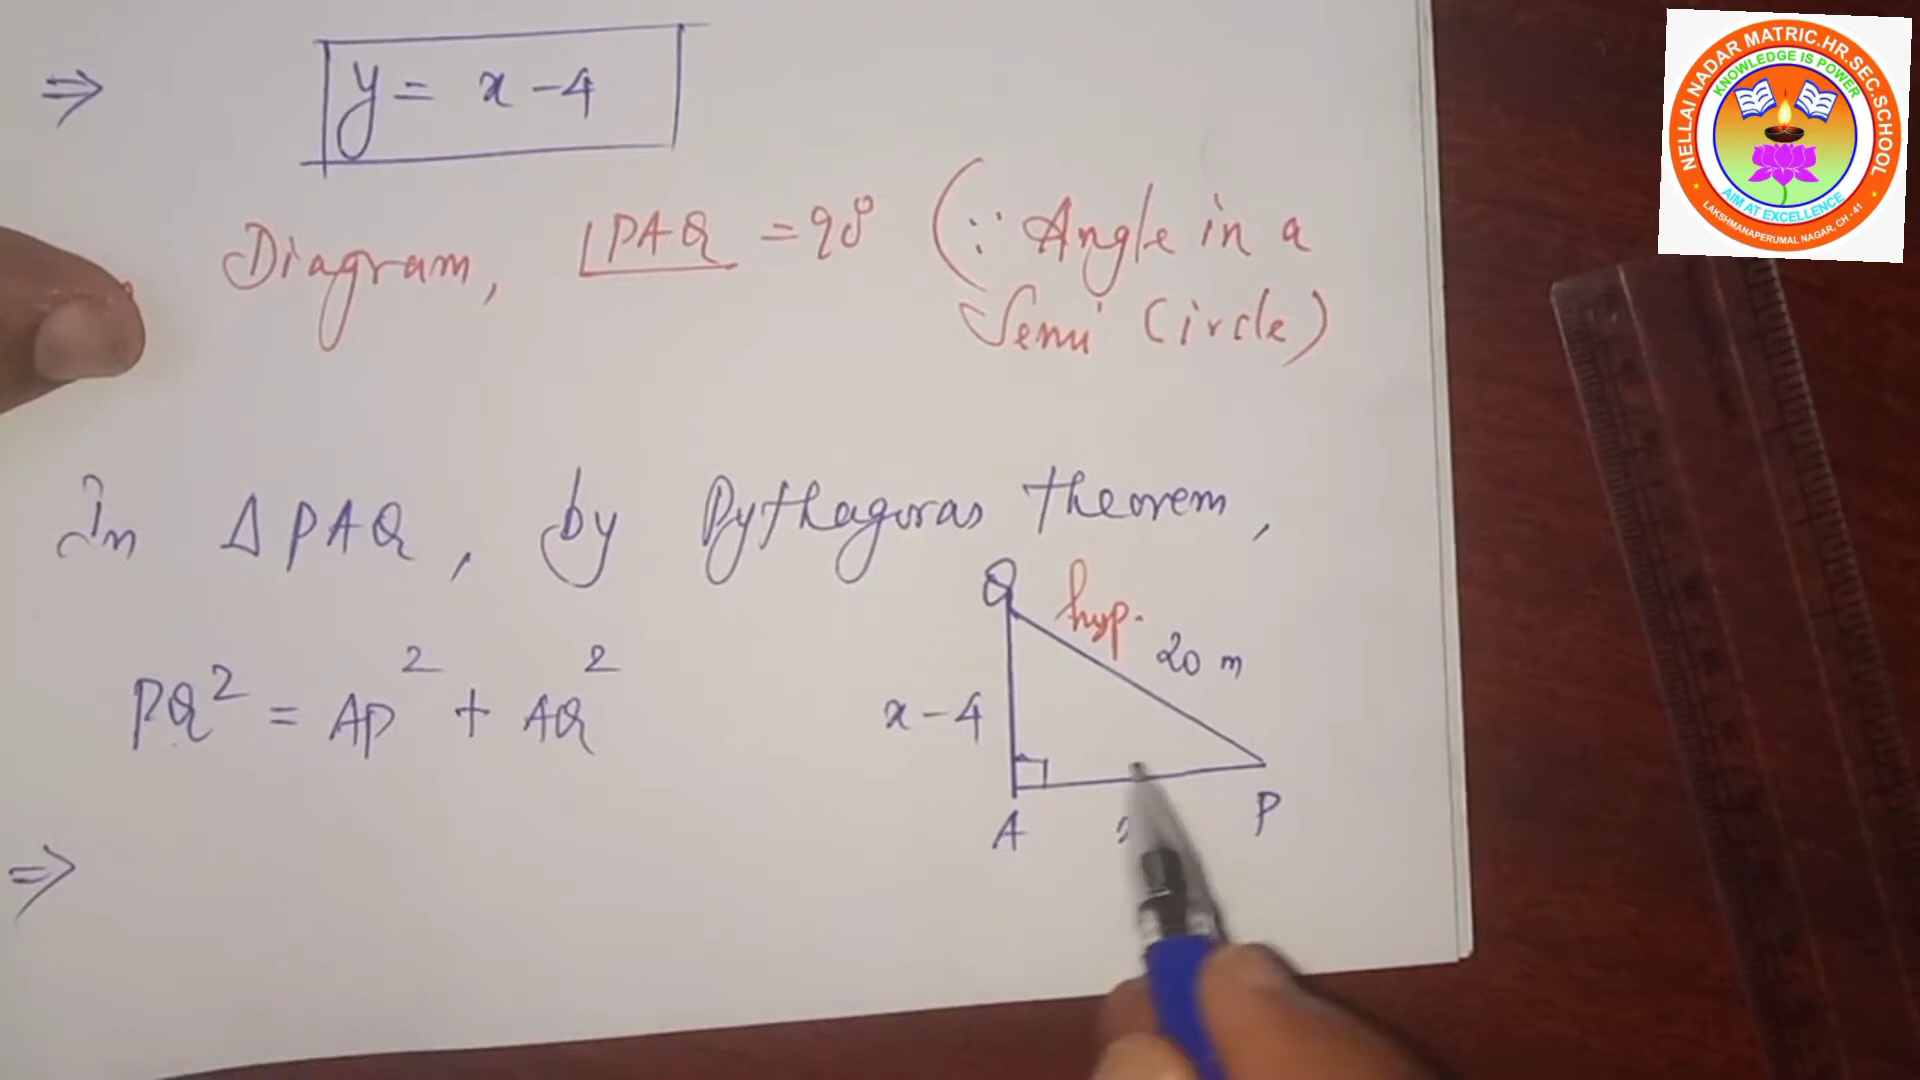 ⇒ y = x - 4
Diagram, ∠PAQ = 90° (∵ Angle in a
Semi Circle)
In Δ PAQ, by Pythagoras theorem,
Q hyp.
20 m
PQ² = AP² + AQ²
x - 4
A P
⇒
NELLAI NADAR MATRIC.HR.SEC.SCHOOL
KNOWLEDGE IS POWER
AIM AT EXCELLENCE
LAKSHMANAPERUMAL NAGAR, CH - 41